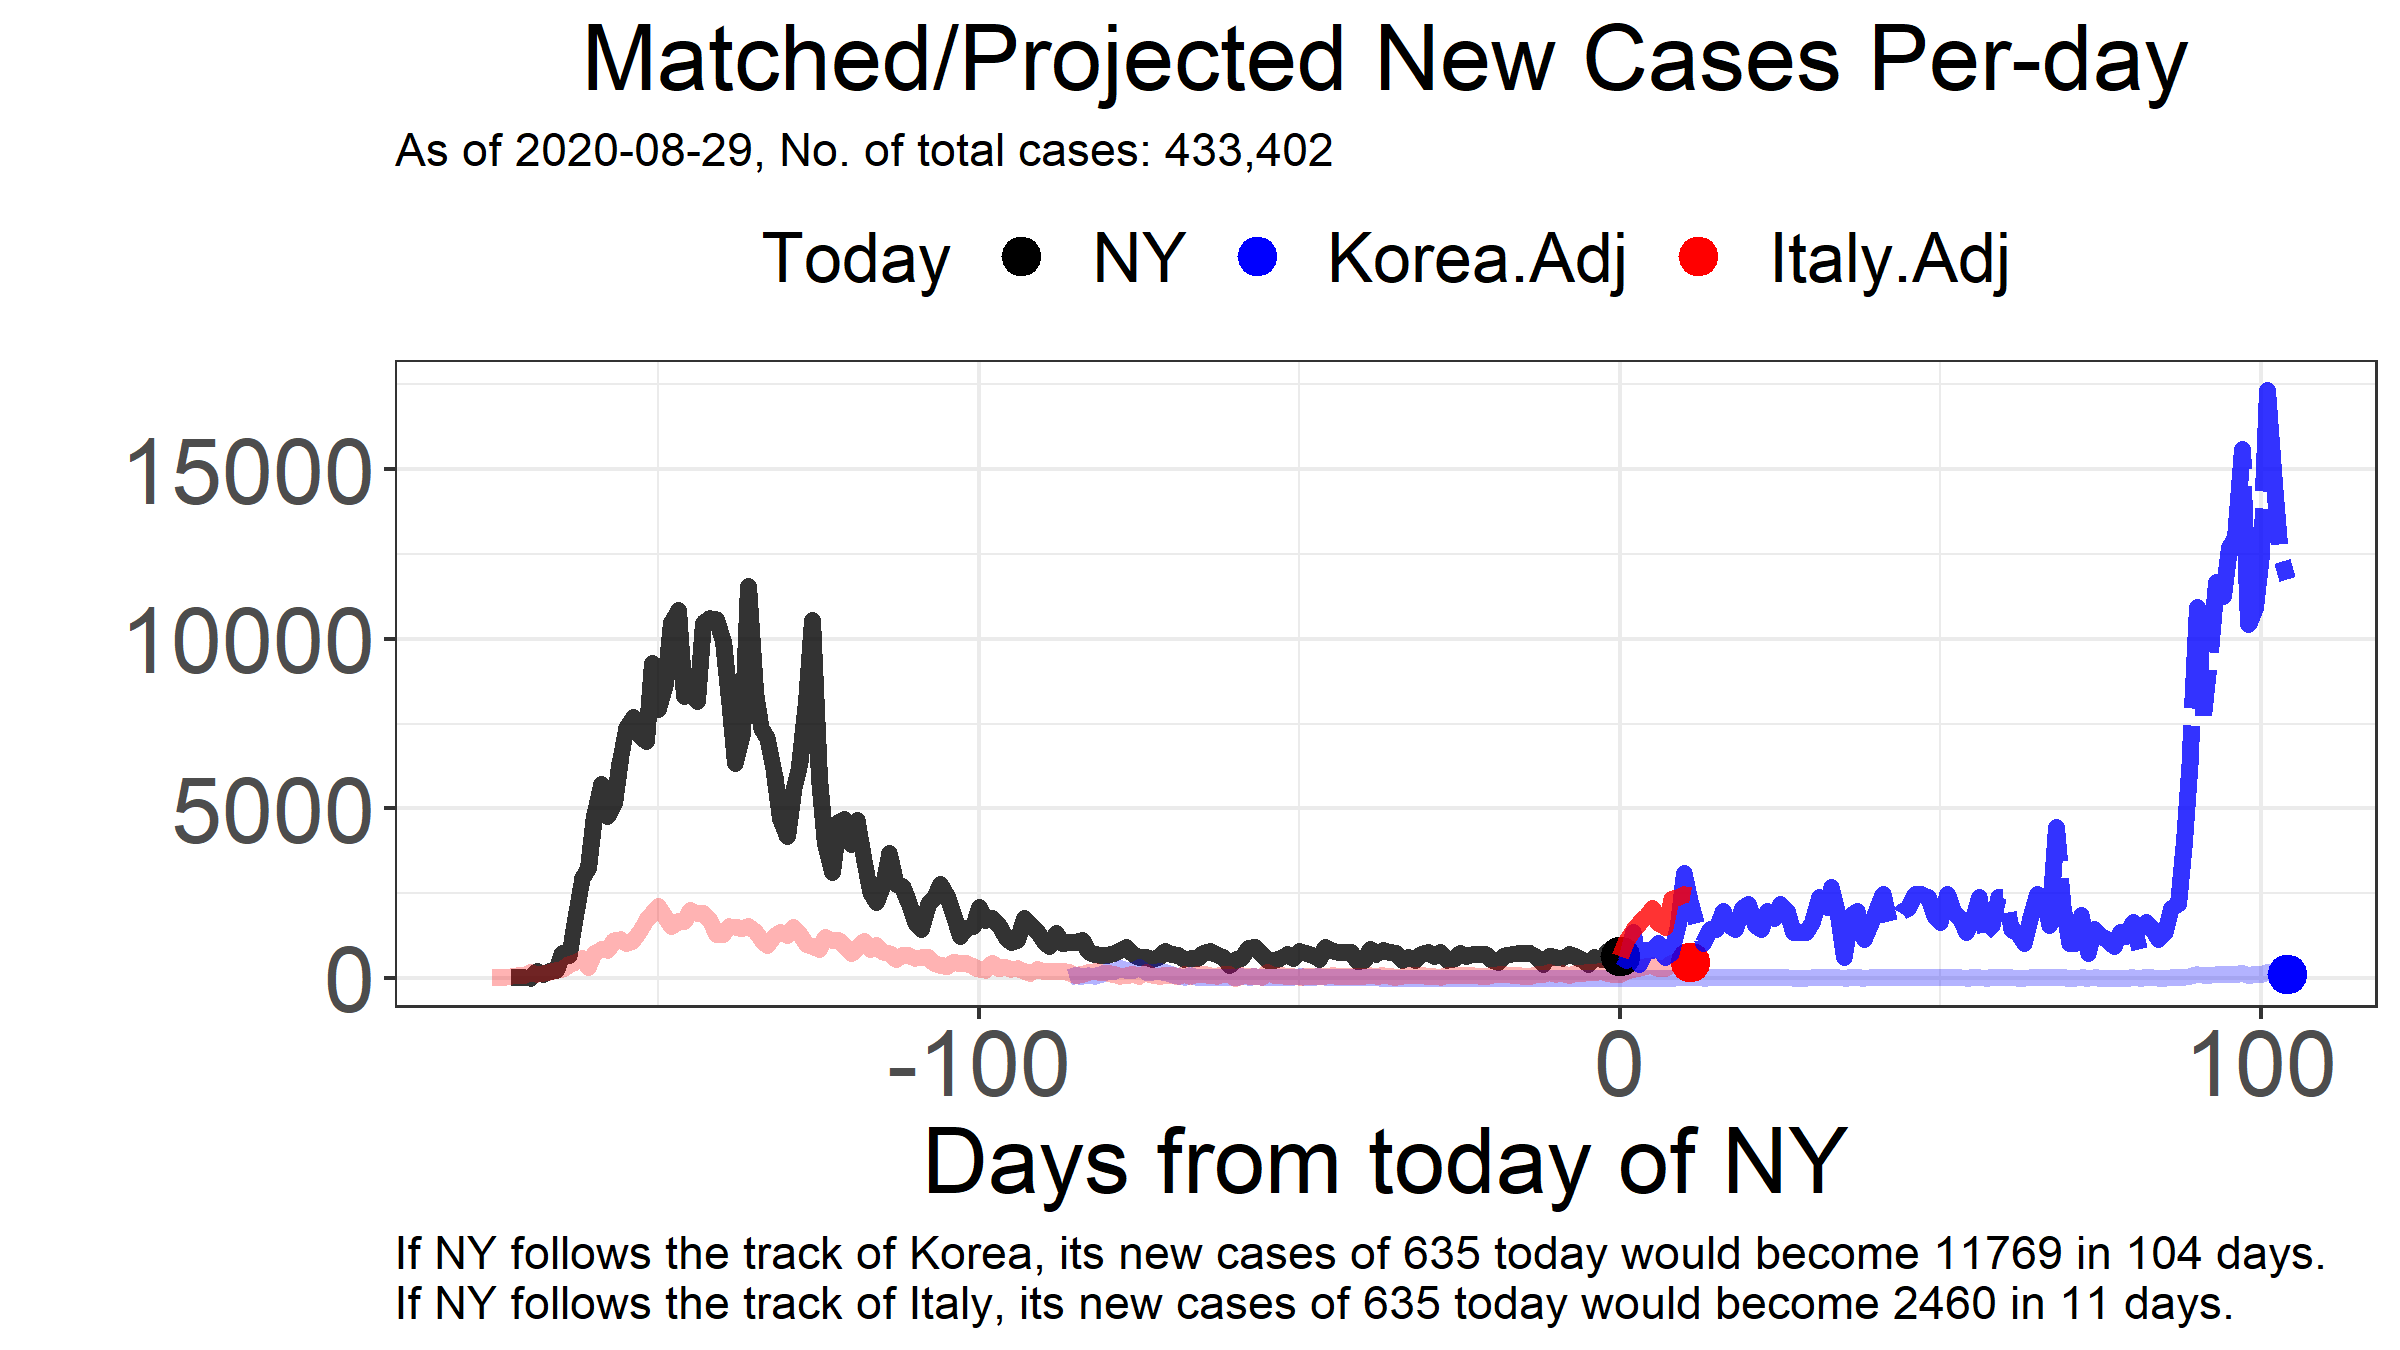 Matched/Projected New Cases Per-day
As of 2020-08-29, No. of total cases: 433,402
Today NY Korea.Adj Italy.Adj
15000
10000
5000
0
-100 0 100
Days from today of NY
If NY follows the track of Korea, its new cases of 635 today would become 11769 in 104 days.
If NY follows the track of Italy, its new cases of 635 today would become 2460 in 11 days.